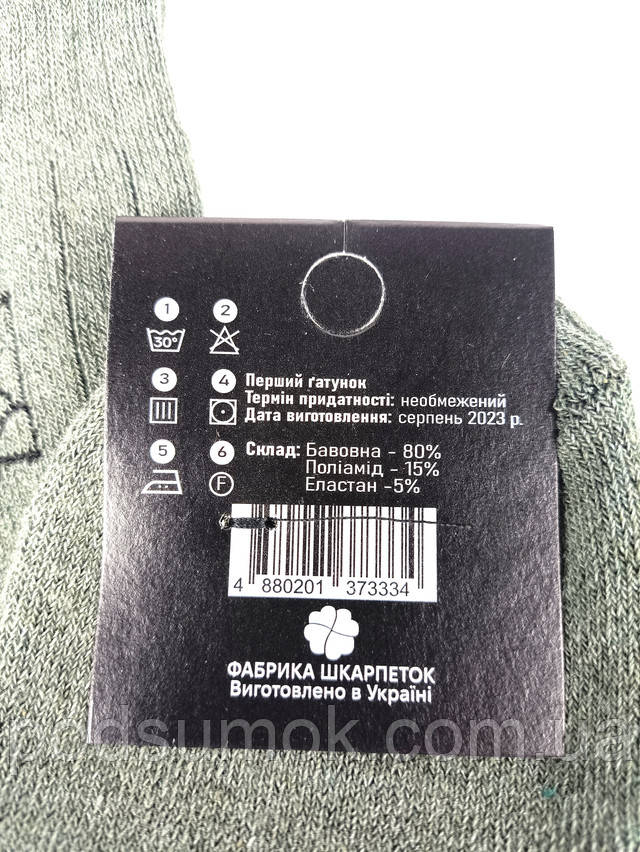 1 2
30°
3 4 Перший ґатунок
Термін придатності: необмежений
Дата виготовлення: серпень 2023 р.
5 6 Склад: Бавовна - 80%
Поліамід - 15%
F Еластан -5%
4 880201 373334
ФАБРИКА ШКАРПЕТОК
Виготовлено в Україні
podsumok.com.ua